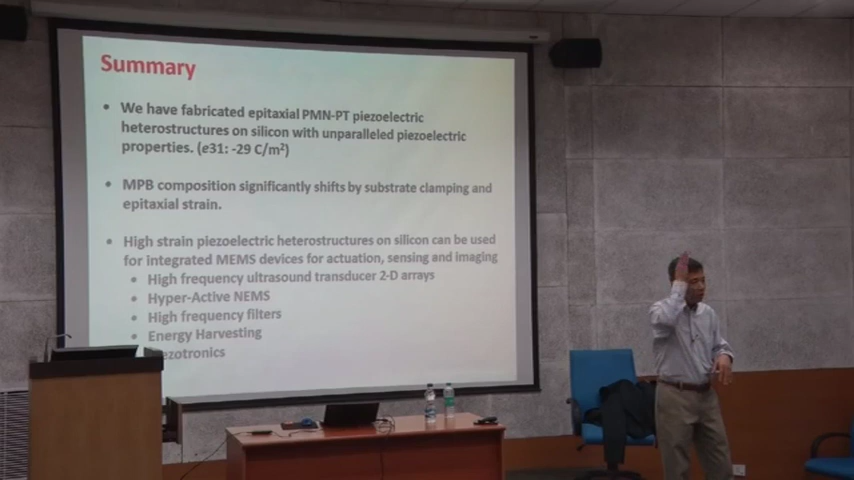 Summary
• We have fabricated epitaxial PMN-PT piezoelectric
heterostructures on silicon with unparalleled piezoelectric
properties. (e31: -29 C/m²)
• MPB composition significantly shifts by substrate clamping and
epitaxial strain.
• High strain piezoelectric heterostructures on silicon can be used
for integrated MEMS devices for actuation, sensing and imaging
• High frequency ultrasound transducer 2-D arrays
• Hyper-Active NEMS
• High frequency filters
• Energy Harvesting
ezotronics